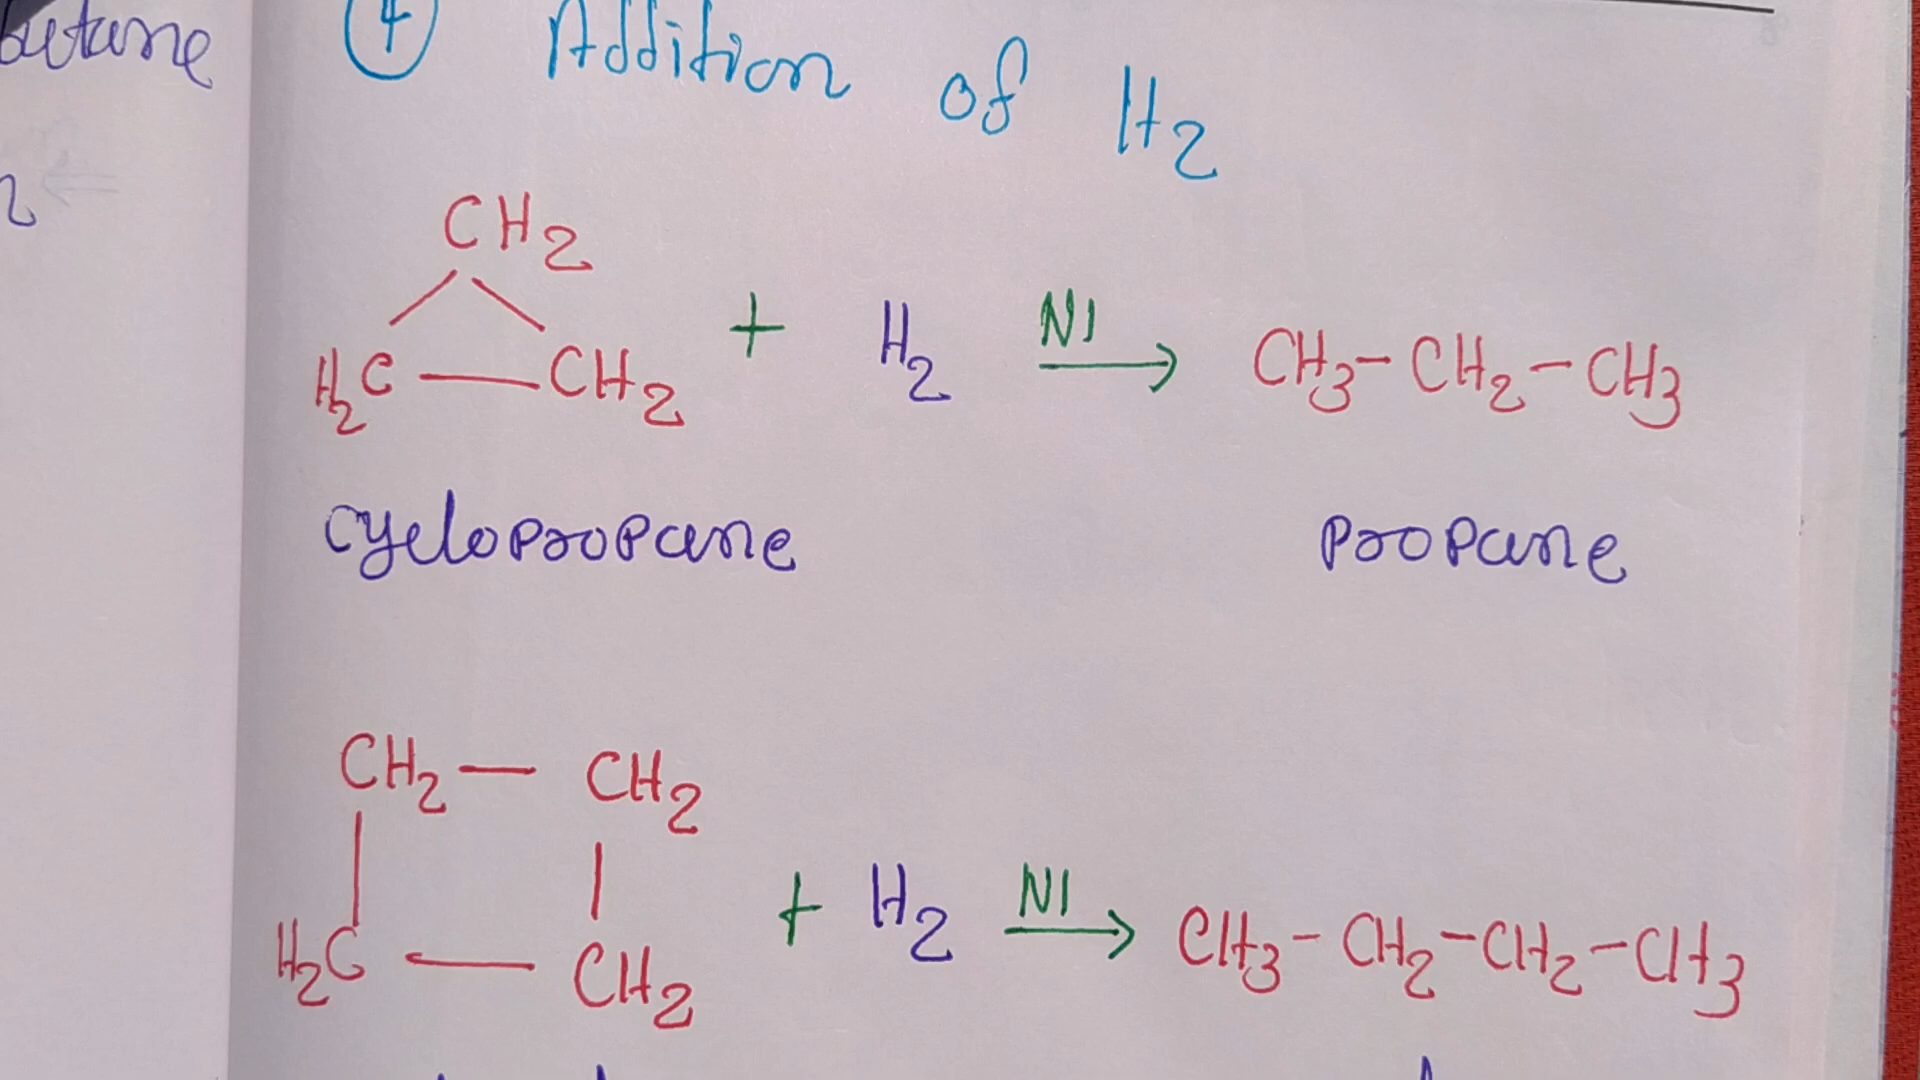 butane
2
④ Addition of H2
CH2
H2C — CH2 + H2 NI → CH3 - CH2 - CH3
cyclopropane propane
CH2 — CH2
H2C — CH2 + H2 NI → CH3 - CH2 - CH2 - CH3